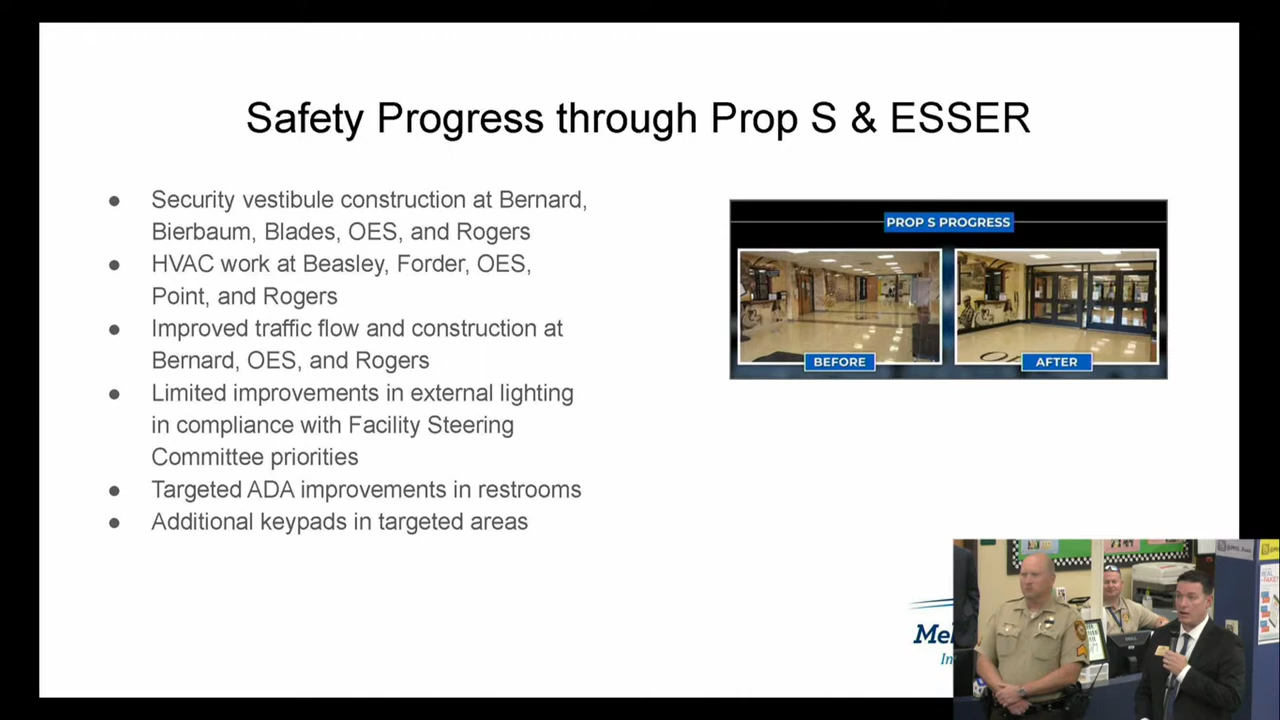 Safety Progress through Prop S & ESSER
● Security vestibule construction at Bernard,
Bierbaum, Blades, OES, and Rogers
● HVAC work at Beasley, Forder, OES,
Point, and Rogers
● Improved traffic flow and construction at
Bernard, OES, and Rogers
● Limited improvements in external lighting
in compliance with Facility Steering
Committee priorities
● Targeted ADA improvements in restrooms
● Additional keypads in targeted areas
PROP S PROGRESS
BEFORE
AFTER